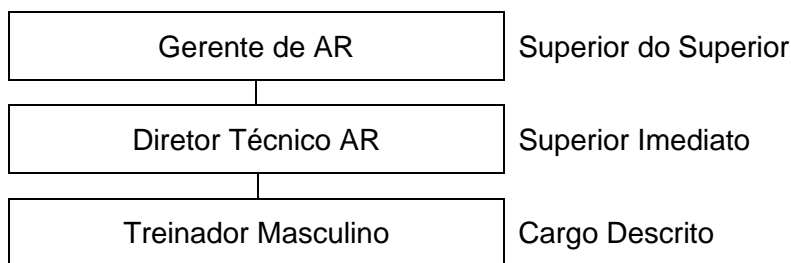 Gerente de AR Superior do Superior
Diretor Técnico AR Superior Imediato
Treinador Masculino Cargo Descrito